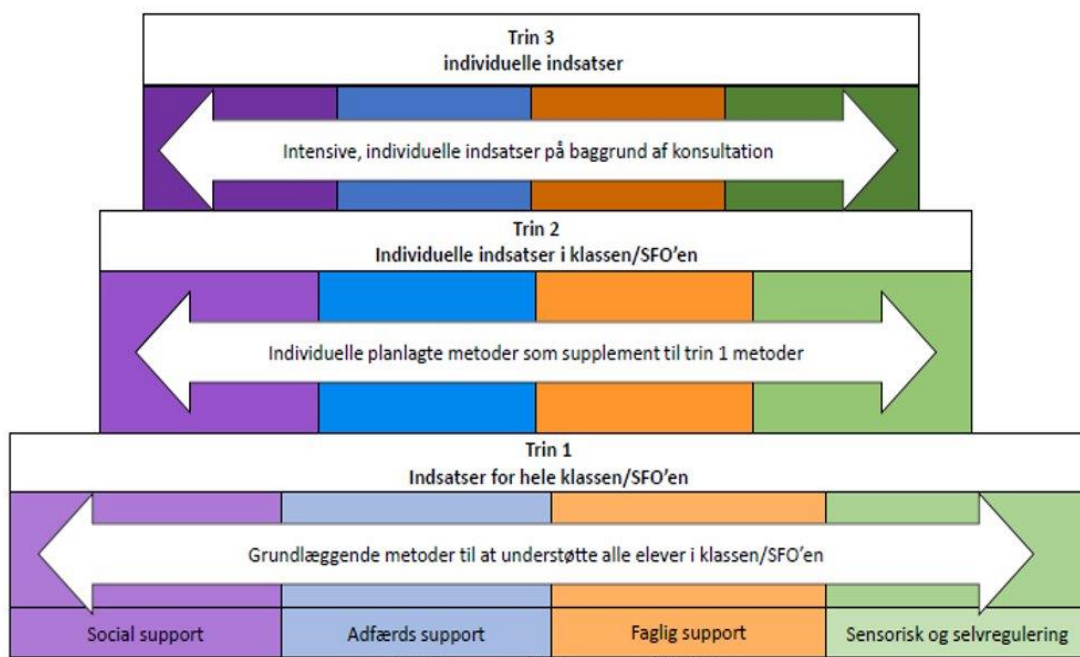 Trin 3
individuelle indsatser
Intensive, individuelle indsatser på baggrund af konsultation
Trin 2
Individuelle indsatser i klassen/SFO'en
Individuelle planlagte metoder som supplement til trin 1 metoder
Trin 1
Indsatser for hele klassen/SFO'en
Grundlæggende metoder til at understøtte alle elever i klassen/SFO'en
Social support
Adfærds support
Faglig support
Sensorisk og selvregulering